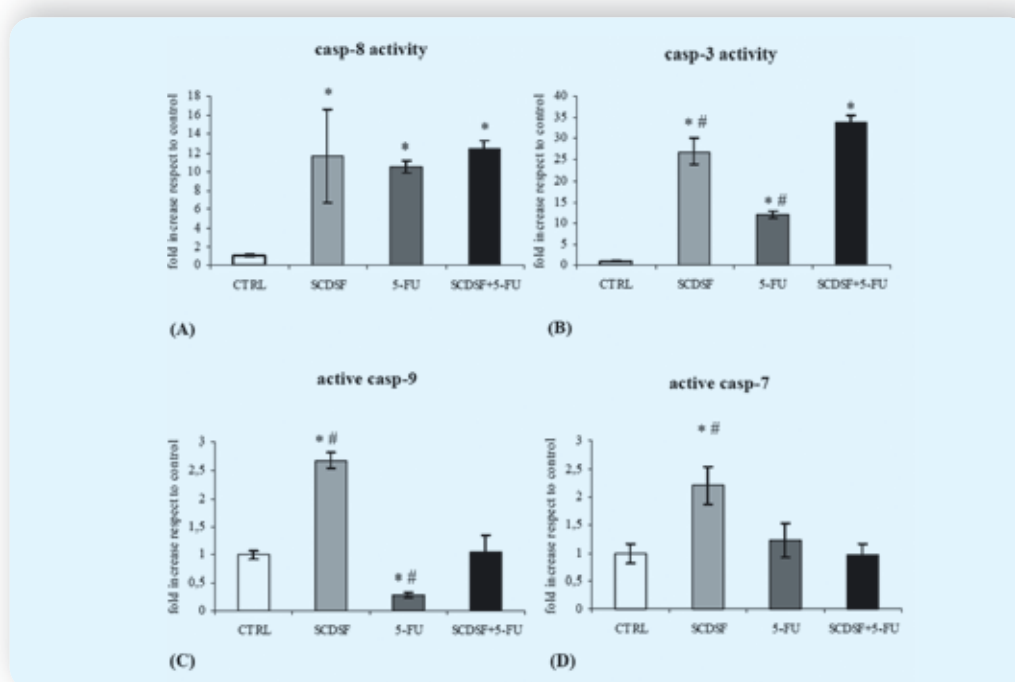 casp-8 activity
fold increase respect to control
18
16
14
12
10
8
6
4
2
0
*
*
*
CTRL
SCDSF
5-FU
SCDSF+5-FU
(A)
casp-3 activity
fold increase respect to control
40
35
30
25
20
15
10
5
0
* #
* #
*
CTRL
SCDSF
5-FU
SCDSF+5-FU
(B)
active casp-9
fold increase respect to control
3
2,5
2
1,5
1
0,5
0
* #
* #
CTRL
SCDSF
5-FU
SCDSF+5-FU
(C)
active casp-7
fold increase respect to control
3
2,5
2
1,5
1
0,5
0
* #
CTRL
SCDSF
5-FU
SCDSF+5-FU
(D)